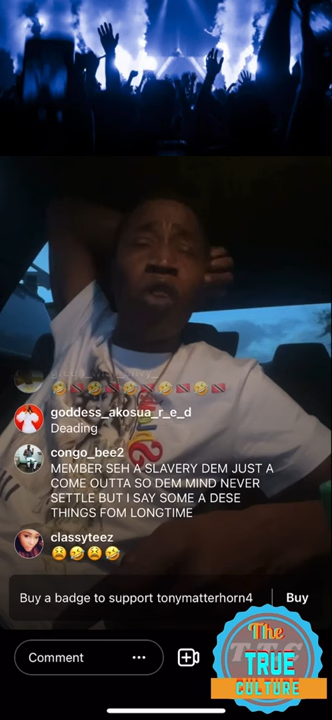 goddess_akosua_r_e_d
Deading
congo_bee2
MEMBER SEH A SLAVERY DEM JUST A
COME OUTTA SO DEM MIND NEVER
SETTLE BUT I SAY SOME A DESE
THINGS FOM LONGTIME
classyteez
😫🤣😫🤣
Buy a badge to support tonymatterhorn4
Buy
Comment
The
TRUE
CULTURE